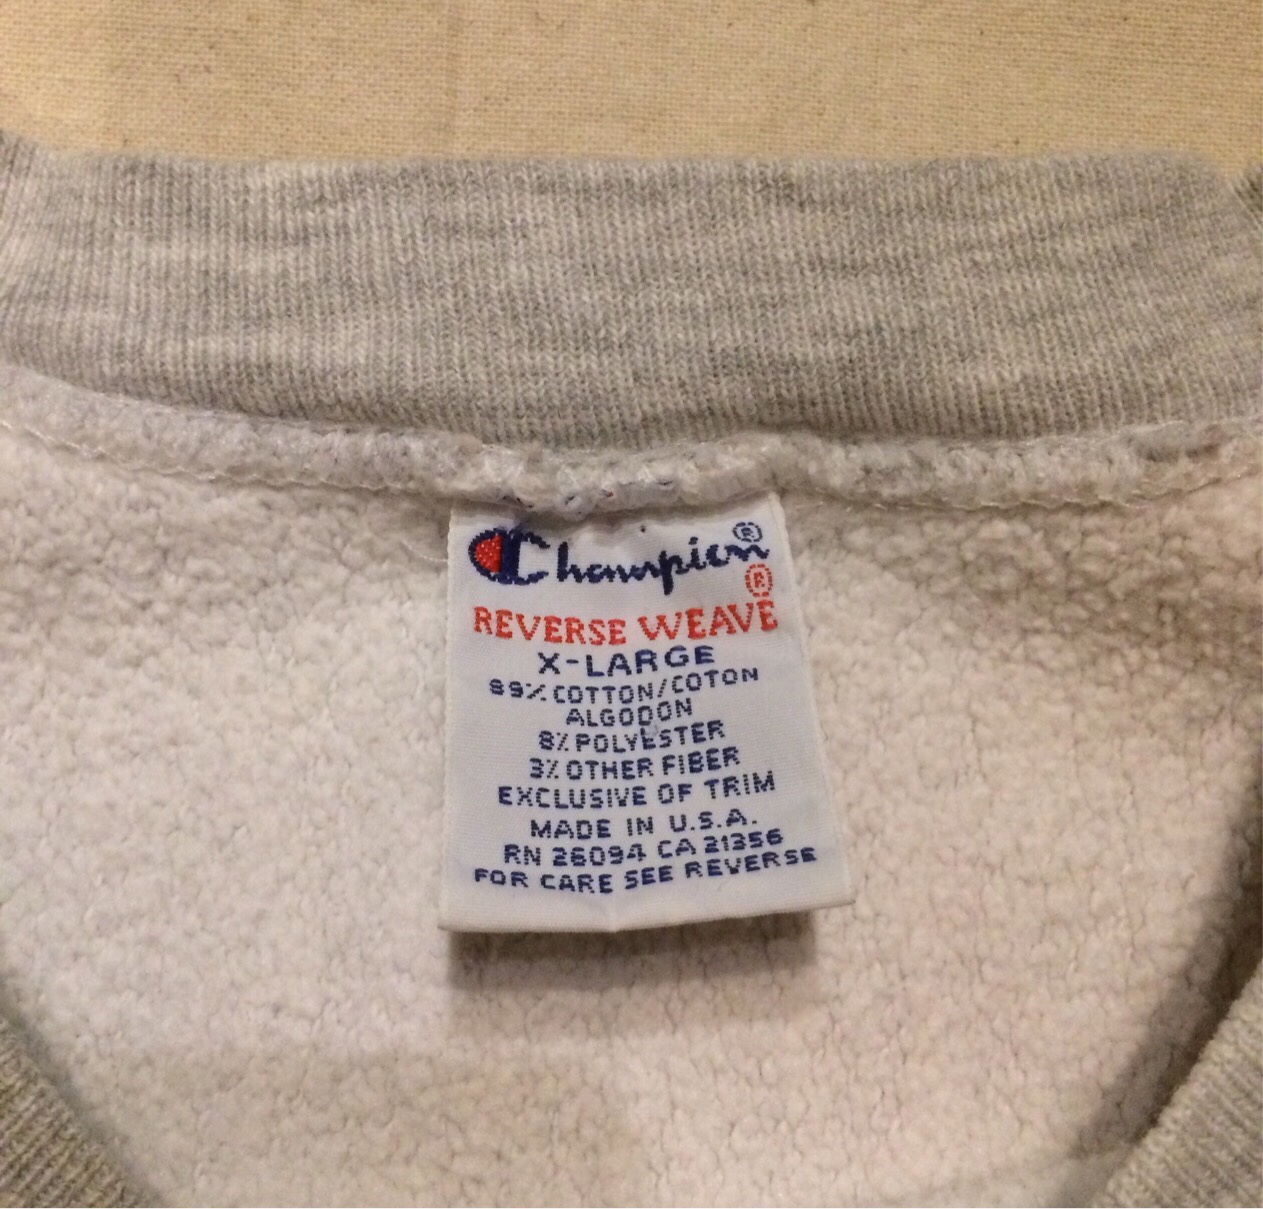 Champion®
®
REVERSE WEAVE
X-LARGE
89% COTTON/COTON
ALGODON
8% POLYESTER
3% OTHER FIBER
EXCLUSIVE OF TRIM
MADE IN U.S.A.
RN 26094 CA 21356
FOR CARE SEE REVERSE